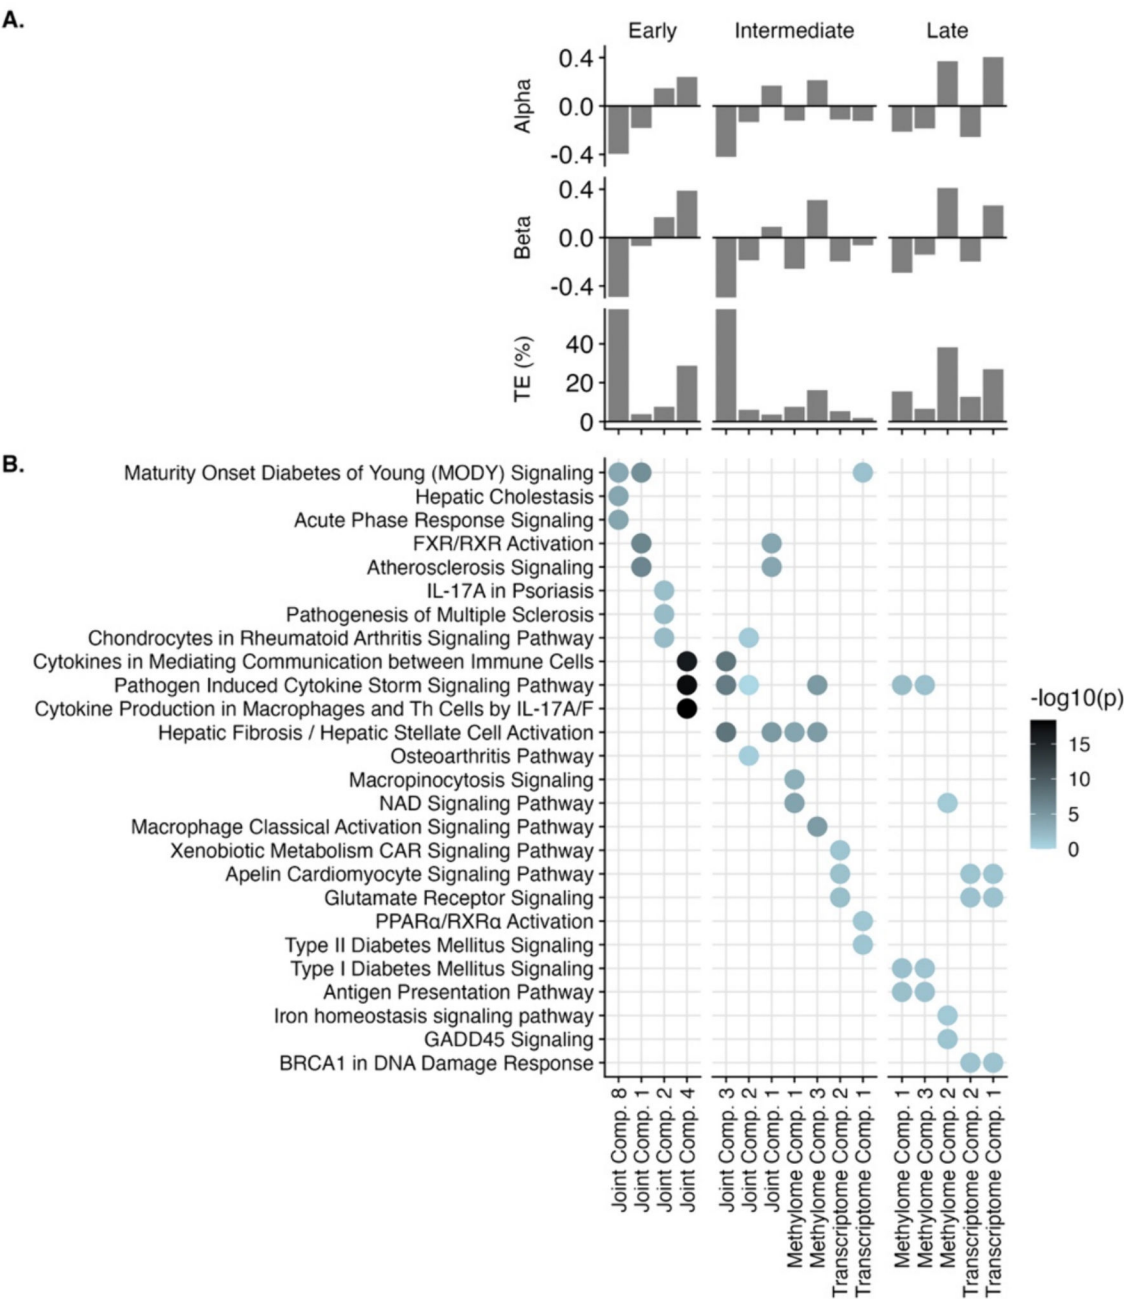 A.
Early Intermediate Late
Alpha
0.4
0.0
-0.4
Beta
0.4
0.0
-0.4
TE (%)
40
20
0
B.
Maturity Onset Diabetes of Young (MODY) Signaling
Hepatic Cholestasis
Acute Phase Response Signaling
FXR/RXR Activation
Atherosclerosis Signaling
IL-17A in Psoriasis
Pathogenesis of Multiple Sclerosis
Chondrocytes in Rheumatoid Arthritis Signaling Pathway
Cytokines in Mediating Communication between Immune Cells
Pathogen Induced Cytokine Storm Signaling Pathway
Cytokine Production in Macrophages and Th Cells by IL-17A/F
Hepatic Fibrosis / Hepatic Stellate Cell Activation
Osteoarthritis Pathway
Macropinocytosis Signaling
NAD Signaling Pathway
Macrophage Classical Activation Signaling Pathway
Xenobiotic Metabolism CAR Signaling Pathway
Apelin Cardiomyocyte Signaling Pathway
Glutamate Receptor Signaling
PPARα/RXRα Activation
Type II Diabetes Mellitus Signaling
Type I Diabetes Mellitus Signaling
Antigen Presentation Pathway
Iron homeostasis signaling pathway
GADD45 Signaling
BRCA1 in DNA Damage Response
-log10(p)
15
10
5
0
Joint Comp. 8
Joint Comp. 1
Joint Comp. 2
Joint Comp. 4
Joint Comp. 3
Joint Comp. 2
Joint Comp. 1
Methylome Comp. 1
Methylome Comp. 3
Transcriptome Comp. 2
Transcriptome Comp. 1
Methylome Comp. 1
Methylome Comp. 3
Methylome Comp. 2
Transcriptome Comp. 2
Transcriptome Comp. 1